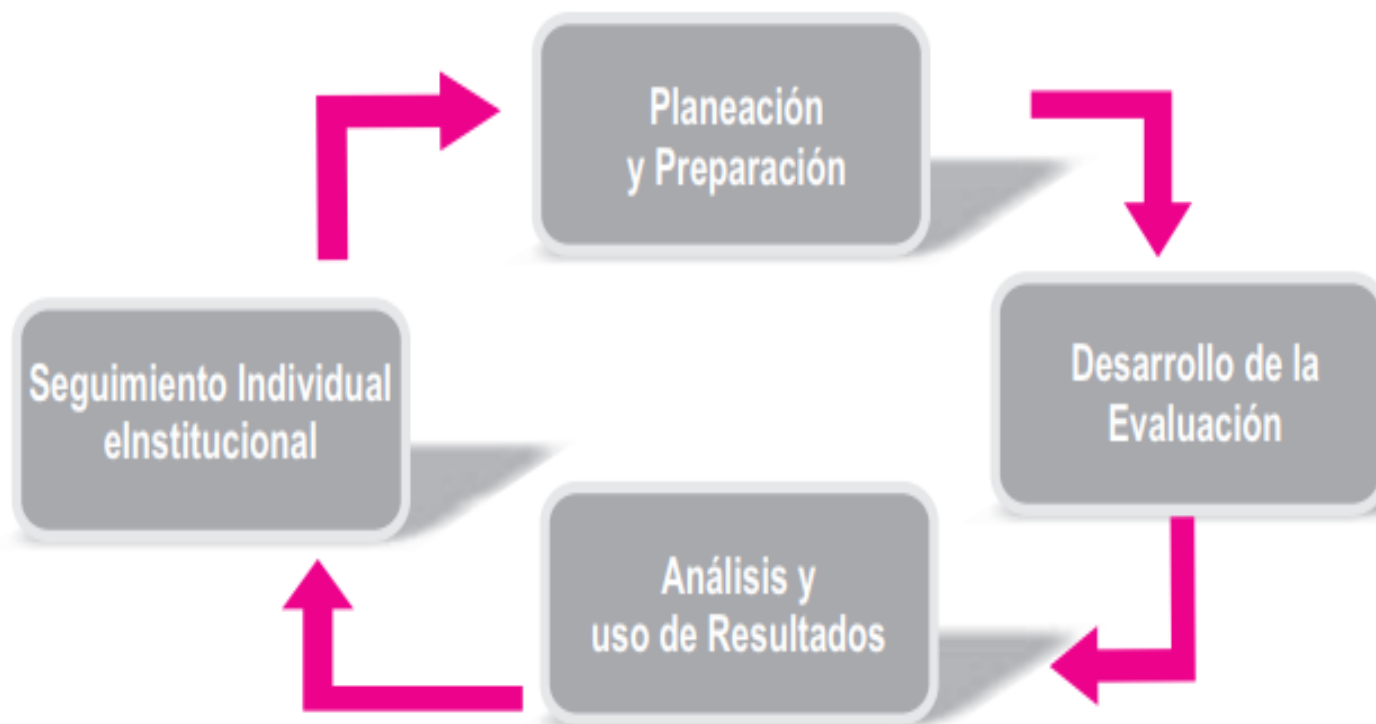 Planeación
y Preparación
Desarrollo de la
Evaluación
Análisis y
uso de Resultados
Seguimiento Individual
eInstitucional